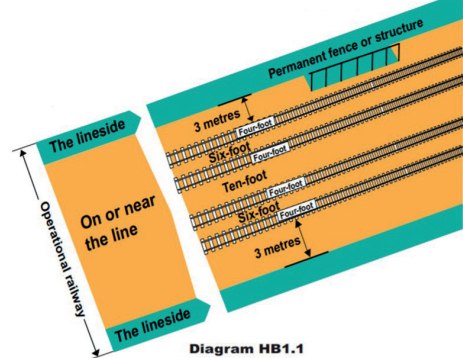 Permanent fence or structure
3 metres
Four-foot
Six-foot
Four-foot
Ten-foot
Four-foot
Six-foot
Four-foot
3 metres
The lineside
On or near
the line
The lineside
Operational railway
Diagram HB1.1